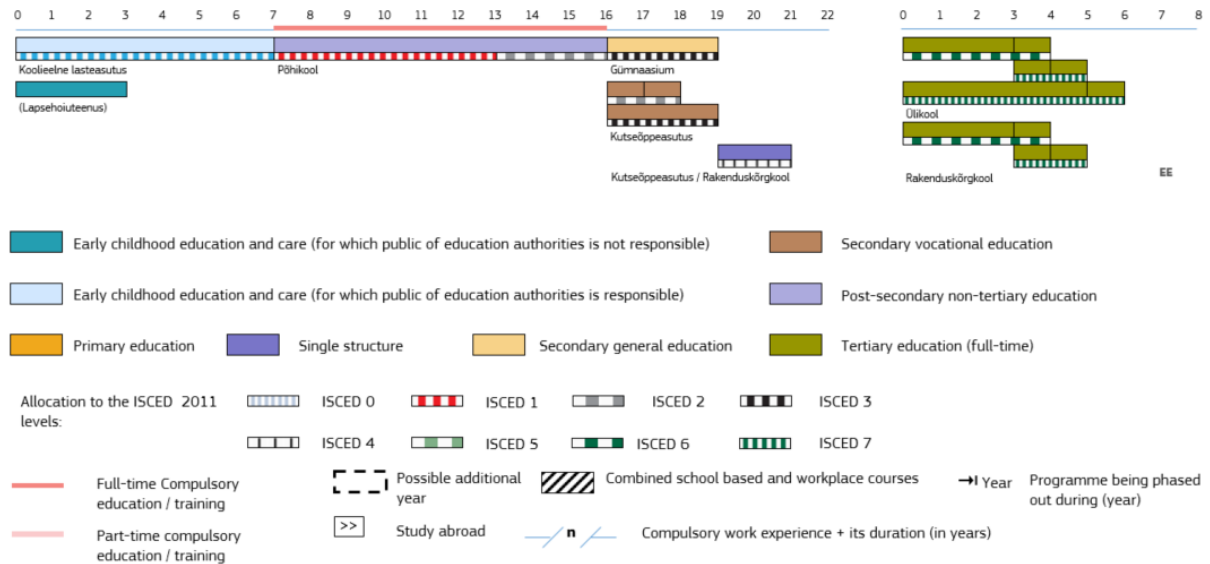 0 1 2 3 4 5 6 7 8 9 10 11 12 13 14 15 16 17 18 19 20 21 22
0 1 2 3 4 5 6 7 8
Koolieelne lasteasutus
Põhikool
Gümnaasium
(Lapsehoiuteenus)
Kutseõppeasutus
Kutseõppeasutus / Rakenduskõrgkool
Ülikool
Rakenduskõrgkool
EE
Early childhood education and care (for which public of education authorities is not responsible)
Secondary vocational education
Early childhood education and care (for which public of education authorities is responsible)
Post-secondary non-tertiary education
Primary education
Single structure
Secondary general education
Tertiary education (full-time)
Allocation to the ISCED 2011
levels:
ISCED 0
ISCED 1
ISCED 2
ISCED 3
ISCED 4
ISCED 5
ISCED 6
ISCED 7
Full-time Compulsory
education / training
Possible additional
year
Combined school based and workplace courses
Year
Programme being phased
out during (year)
Part-time compulsory
education / training
>>
Study abroad
n
Compulsory work experience + its duration (in years)